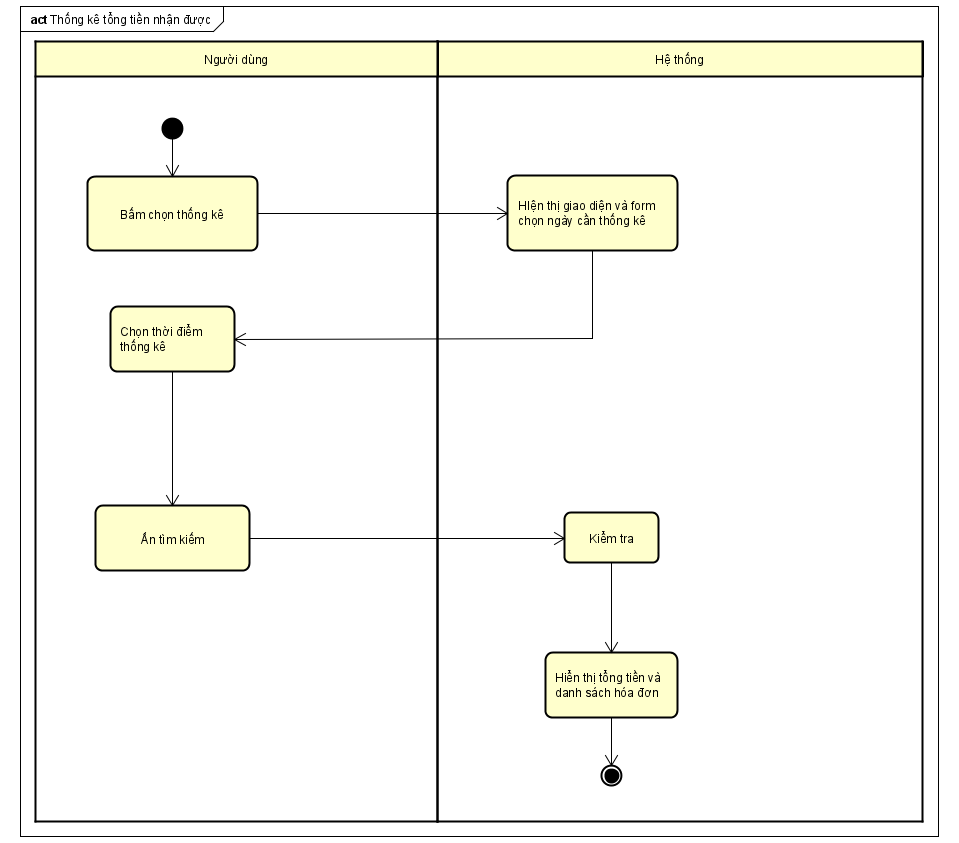 act Thống kê tổng tiền nhận được
Người dùng
Hệ thống
Bấm chọn thống kê
HIện thị giao diện và form
chọn ngày cần thống kê
Chọn thời điểm
thống kê
Ấn tìm kiếm
Kiểm tra
Hiển thị tổng tiền và
danh sách hóa đơn